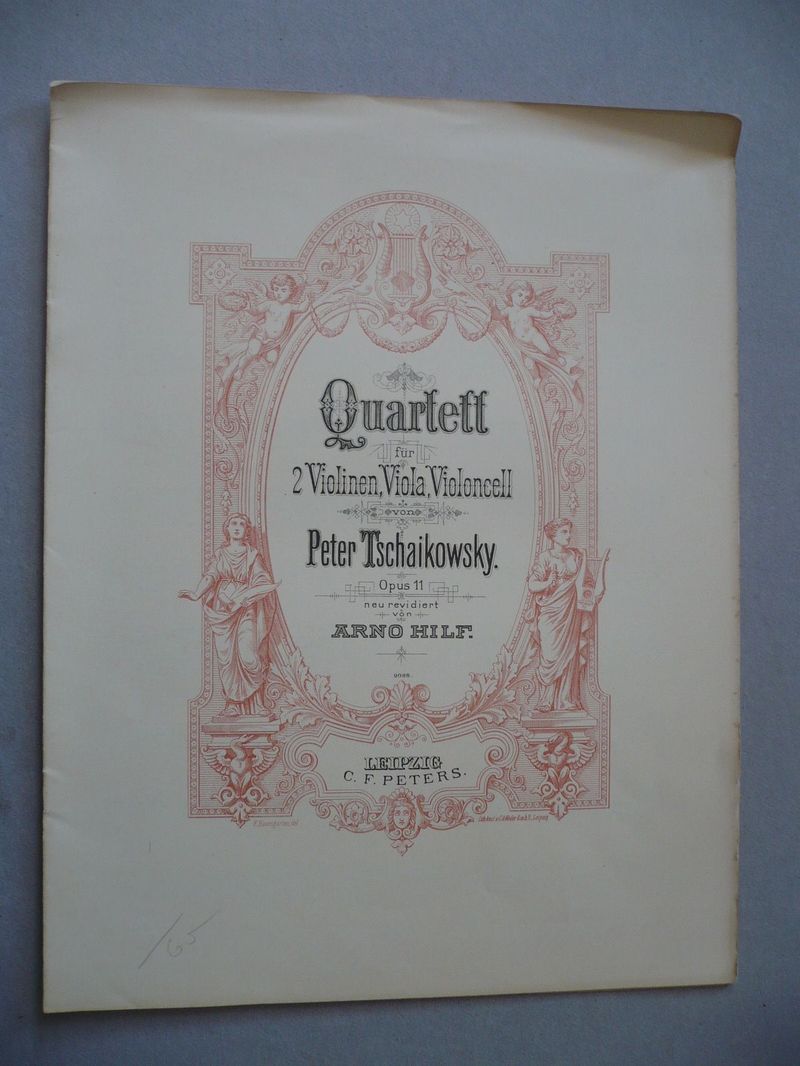 Quartett
für
2 Violinen, Viola, Violoncell
von
Peter Tschaikowsky.
Opus 11
neu revidiert
von
ARNO HILF.
LEIPZIG
C. F. PETERS.
/65